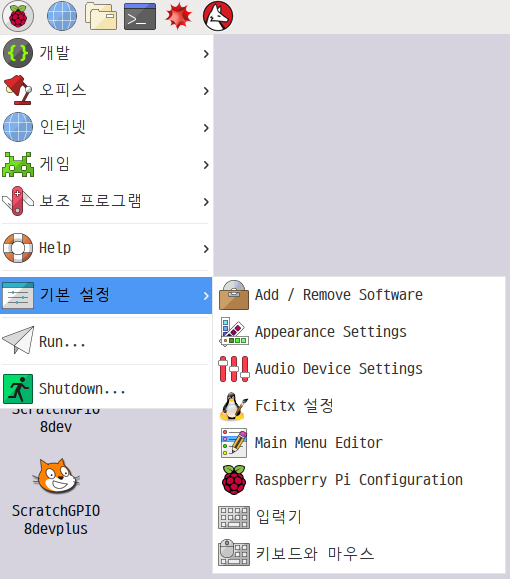 개발
오피스
인터넷
게임
보조 프로그램
Help
기본 설정
Run...
Shutdown...
Add / Remove Software
Appearance Settings
Audio Device Settings
Fcitx 설정
Main Menu Editor
Raspberry Pi Configuration
입력기
키보드와 마우스
ScratchGPIO
8dev
ScratchGPIO
8devplus